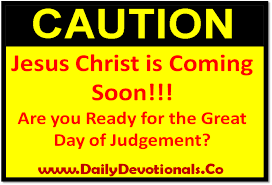 CAUTION
Jesus Christ is Coming
Soon!!!
Are you Ready for the Great
Day of Judgement?
www.DailyDevotionals.Co